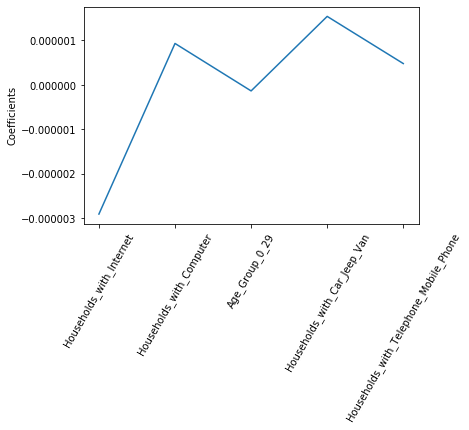 0.000001
0.000000
−0.000001
−0.000002
−0.000003
Coefficients
Households_with_Internet
Households_with_Computer
Age_Group_0_29
Households_with_Car_Jeep_Van
Households_with_Telephone_Mobile_Phone